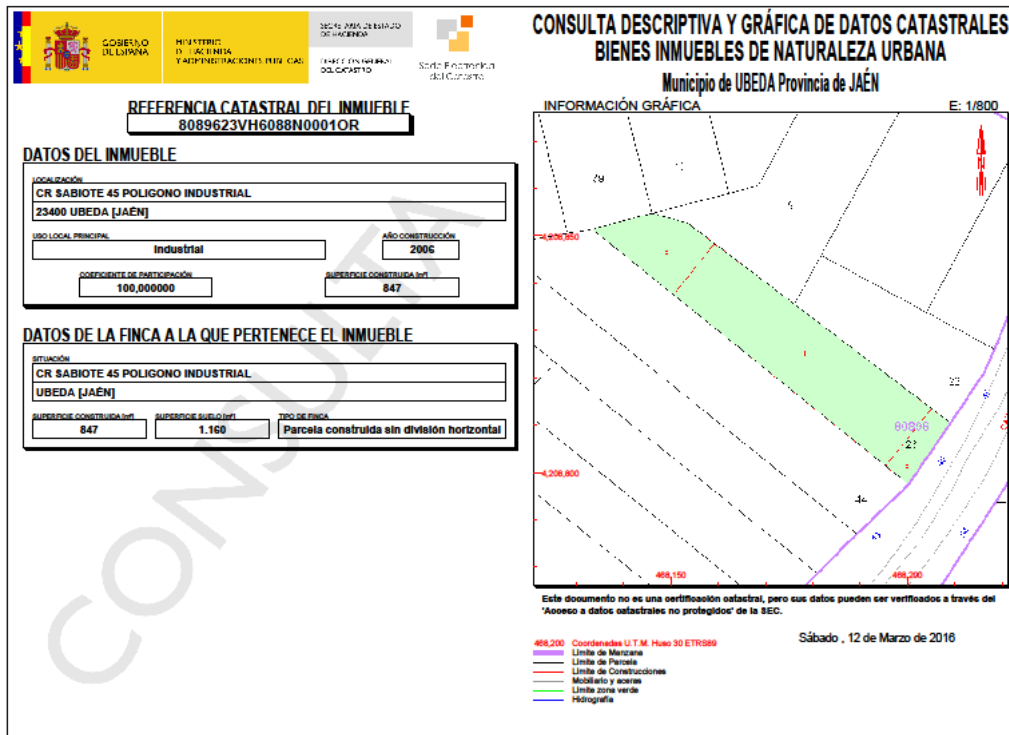 GOBIERNO
DE ESPAÑA
MINISTERIO
DE HACIENDA
Y ADMINISTRACIONES PÚBLICAS
SECRETARÍA DE ESTADO
DE HACIENDA
DIRECCIÓN GENERAL
DEL CATASTRO
Sede Electrónica
del Catastro
CONSULTA DESCRIPTIVA Y GRÁFICA DE DATOS CATASTRALES
BIENES INMUEBLES DE NATURALEZA URBANA
Municipio de UBEDA Provincia de JAÉN
REFERENCIA CATASTRAL DEL INMUEBLE
8089623VH6088N0001OR
DATOS DEL INMUEBLE
LOCALIZACIÓN
CR SABIOTE 45 POLIGONO INDUSTRIAL
23400 UBEDA [JAÉN]
USO LOCAL PRINCIPAL
Industrial
AÑO CONSTRUCCIÓN
2006
COEFICIENTE DE PARTICIPACIÓN
100,000000
SUPERFICIE CONSTRUIDA [m²]
847
DATOS DE LA FINCA A LA QUE PERTENECE EL INMUEBLE
SITUACIÓN
CR SABIOTE 45 POLIGONO INDUSTRIAL
UBEDA [JAÉN]
SUPERFICIE CONSTRUIDA [m²]
847
SUPERFICIE SUELO [m²]
1.160
TIPO DE FINCA
Parcela construida sin división horizontal
CONSULTA
INFORMACIÓN GRÁFICA
E: 1/800
4,208,850
I
22
80896
23
4,208,800
44
468,150
468,200
Este documento no es una certificación catastral, pero sus datos pueden ser verificados a través del
'Acceso a datos catastrales no protegidos' de la SEC.
468,200 Coordenadas U.T.M. Huso 30 ETRS89
Límite de Manzana
Límite de Parcela
Límite de Construcciones
Mobiliario y aceras
Límite zona verde
Hidrografía
Sábado , 12 de Marzo de 2016